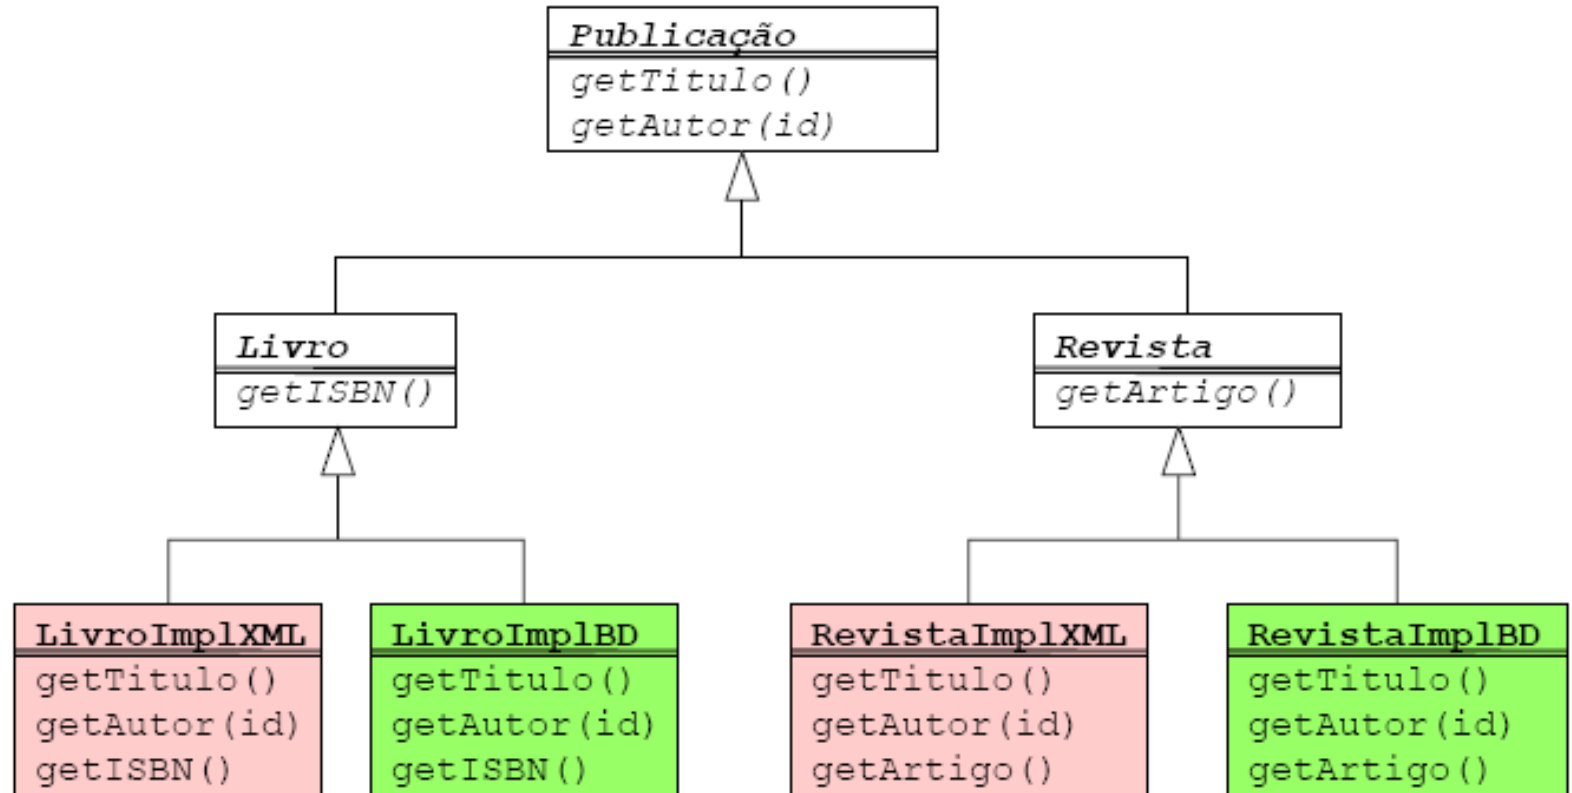 Publicação
getTitulo()
getAutor(id)
Livro
getISBN()
Revista
getArtigo()
LivroImplXML
getTitulo()
getAutor(id)
getISBN()
LivroImplBD
getTitulo()
getAutor(id)
getISBN()
RevistaImplXML
getTitulo()
getAutor(id)
getArtigo()
RevistaImplBD
getTitulo()
getAutor(id)
getArtigo()